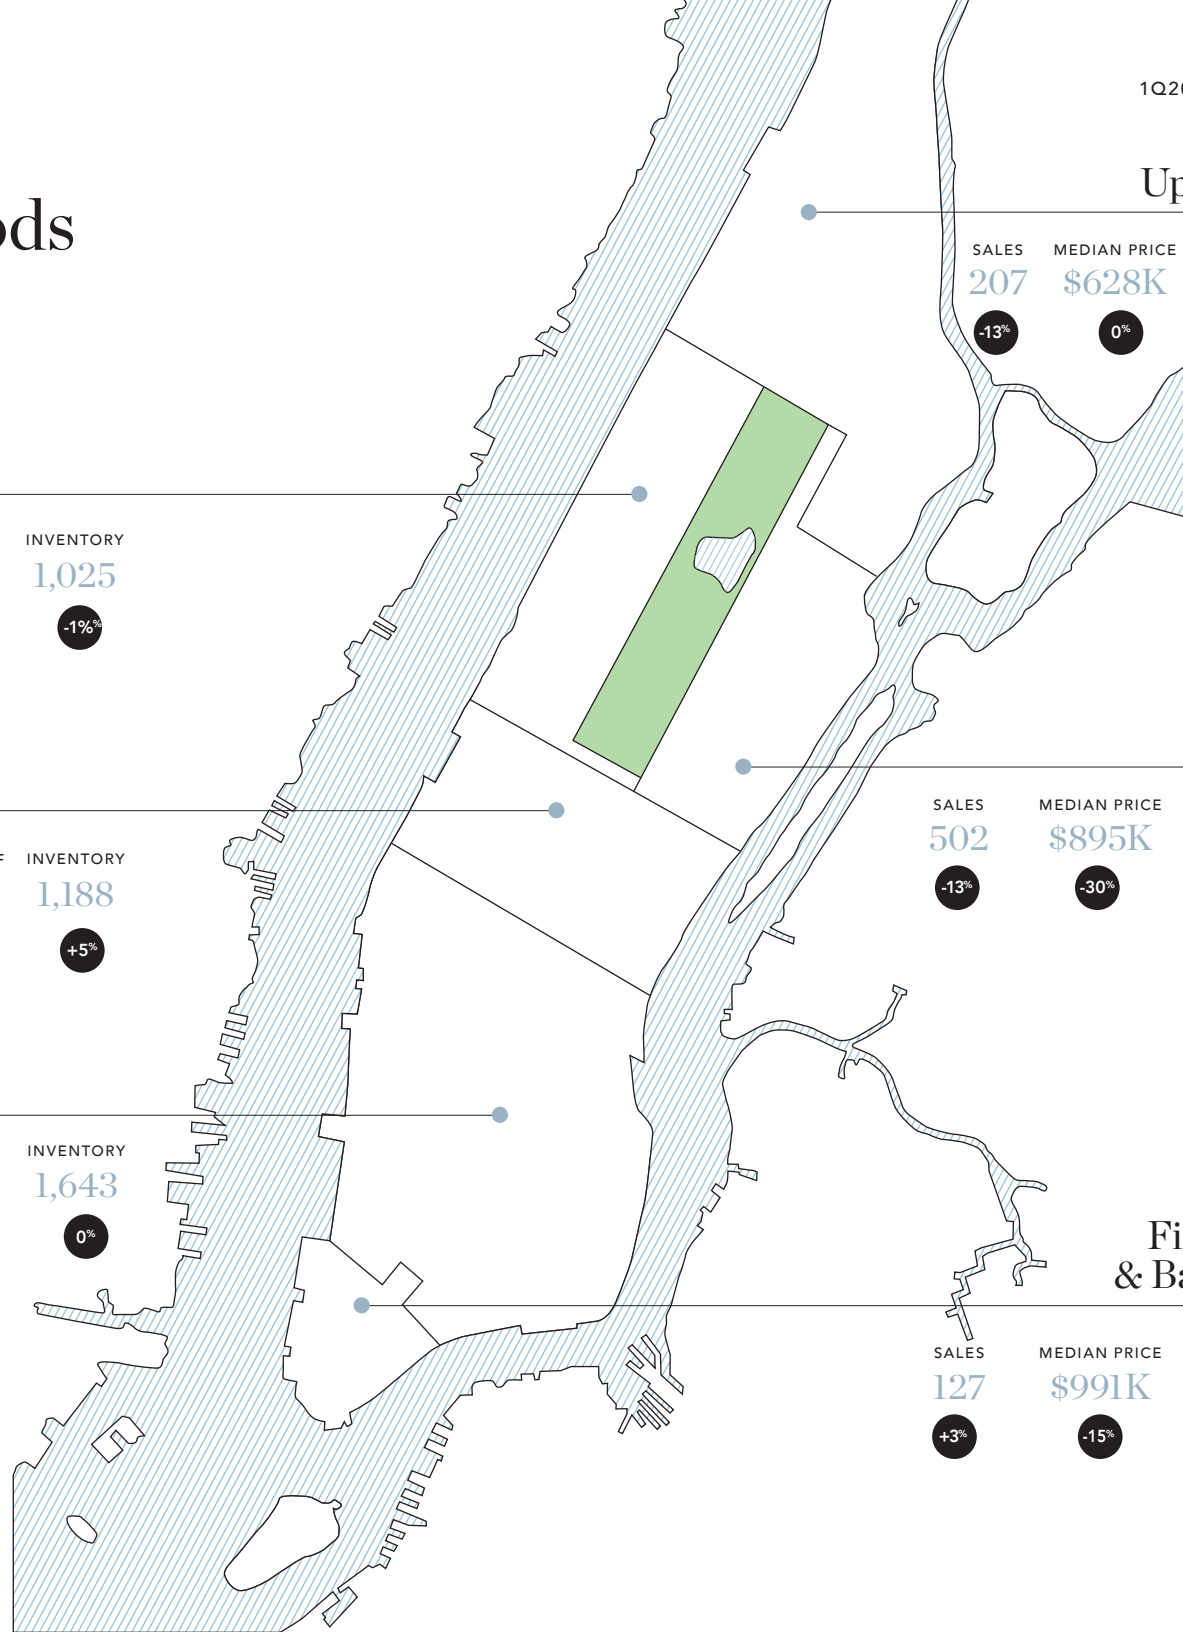 1Q20
Up
ods
SALES MEDIAN PRICE
207 $628K
-13% 0%
INVENTORY
1,025
-1%%
SALES MEDIAN PRICE
502 $895K
-13% -30%
F INVENTORY
1,188
+5%
INVENTORY
1,643
0%
Fi
& Ba
SALES MEDIAN PRICE
127 $991K
+3% -15%